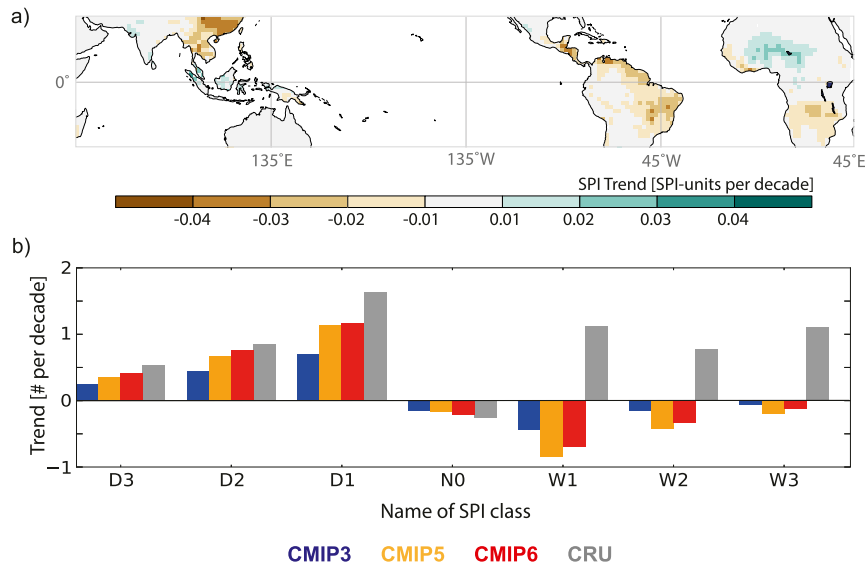 a)
0°
135°E 135°W 45°W 45°E
SPI Trend [SPI-units per decade]
-0.04 -0.03 -0.02 -0.01 0.01 0.02 0.03 0.04
b)
2
1
0
−1
Trend [# per decade]
D3 D2 D1 N0 W1 W2 W3
Name of SPI class
CMIP3 CMIP5 CMIP6 CRU